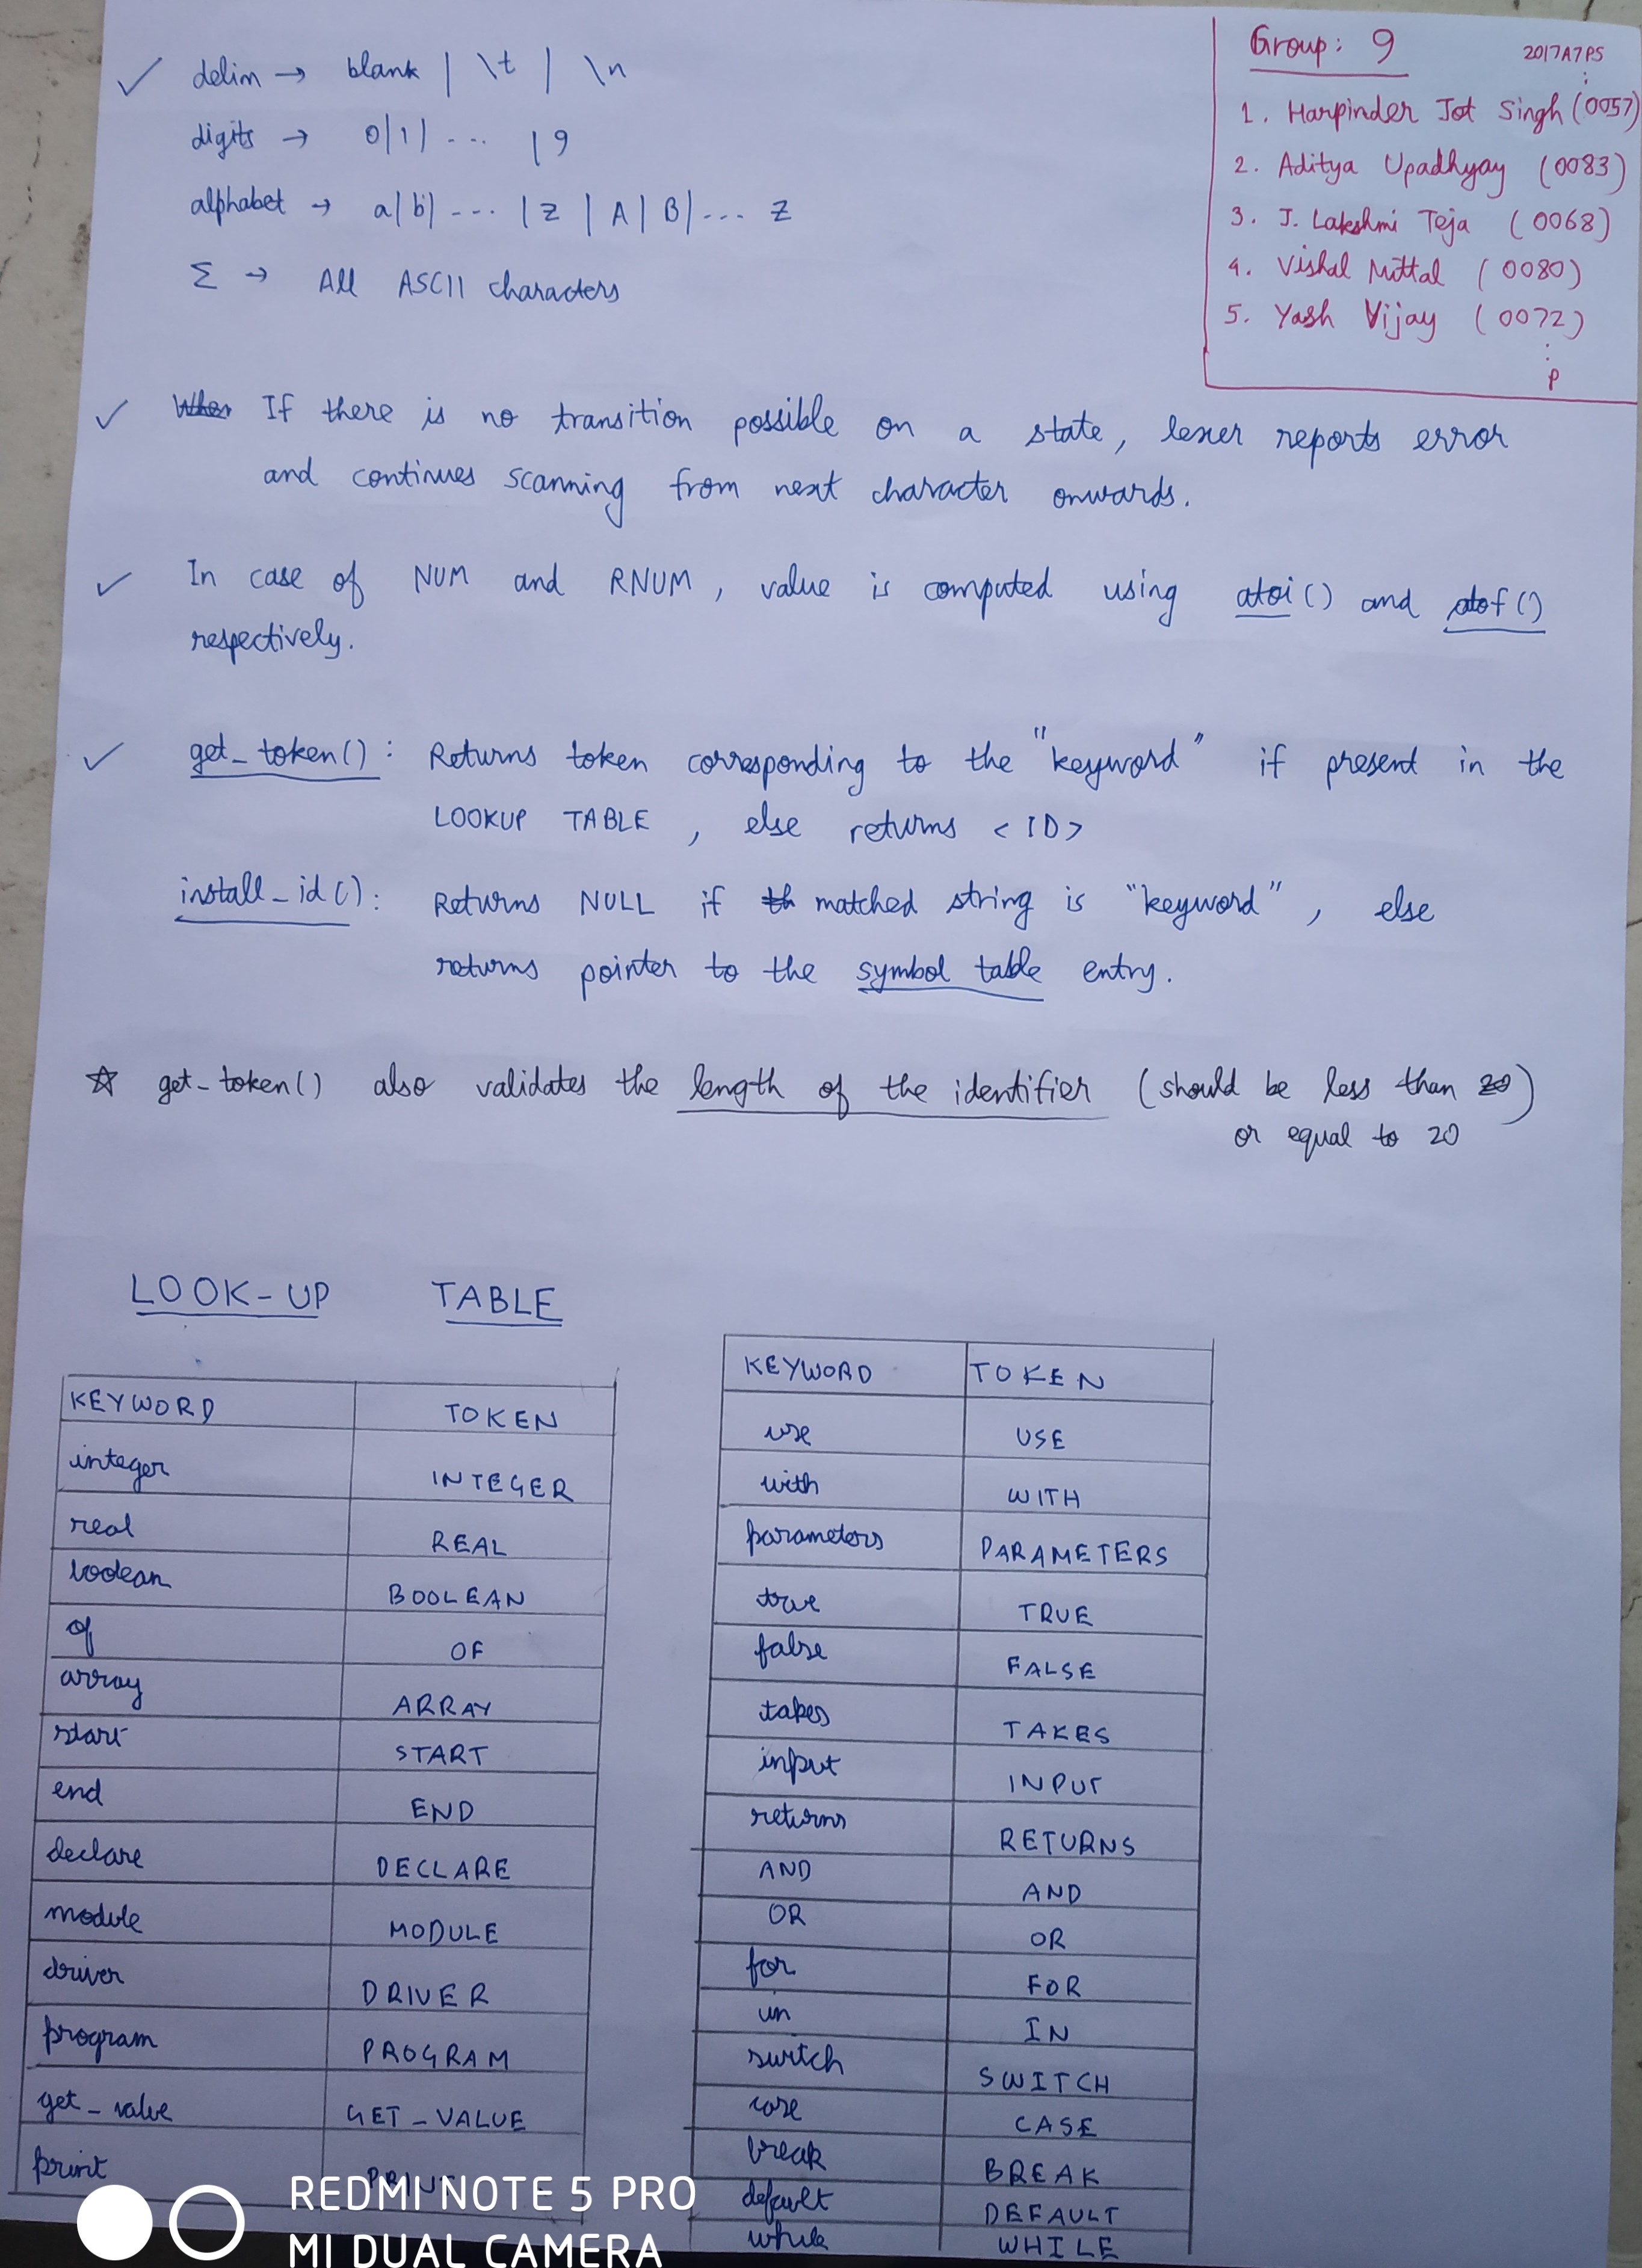 ✓ delim → blank | \t | \n
digits → 0|1| --- |9
alphabet → a|b| --- |z|A|B|--- Z
Σ → All ASCII characters
Group: 9
2017A7PS
:
1. Harpinder Jot Singh (0057)
2. Aditya Upadhyay (0083)
3. J. Lakshmi Teja (0068)
4. Vishal Mittal (0080)
5. Yash Vijay (0072)
:
P
✓ If there is no transition possible on a state, lexer reports error
and continues scanning from next character onwards.
✓ In case of NUM and RNUM, value is computed using atoi() and atof()
respectively.
✓ get_token(): Returns token corresponding to the "keyword" if present in the
LOOKUP TABLE, else returns <ID>
install_id(): Returns NULL if matched string is "keyword", else
returns pointer to the symbol table entry.
☆ get_token() also validates the length of the identifier (should be less than )
or equal to 20
LOOK-UP TABLE
KEYWORD TOKEN
integer INTEGER
real REAL
boolean BOOLEAN
of OF
array ARRAY
start START
end END
declare DECLARE
module MODULE
driver DRIVER
program PROGRAM
get_value GET_VALUE
print PRINT
KEYWORD TOKEN
use USE
with WITH
parameters PARAMETERS
true TRUE
false FALSE
takes TAKES
input INPUT
returns RETURNS
AND AND
OR OR
for FOR
in IN
switch SWITCH
case CASE
break BREAK
default DEFAULT
while WHILE
REDMI NOTE 5 PRO
MI DUAL CAMERA